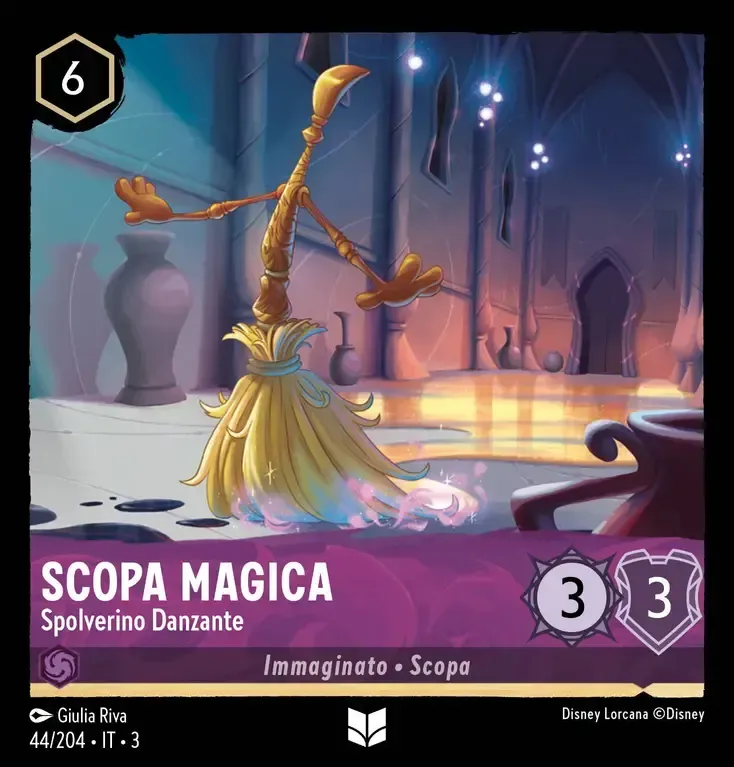 6
SCOPA MAGICA
Spolverino Danzante
3
3
Immaginato • Scopa
Giulia Riva
Disney Lorcana ©Disney
44/204 • IT • 3